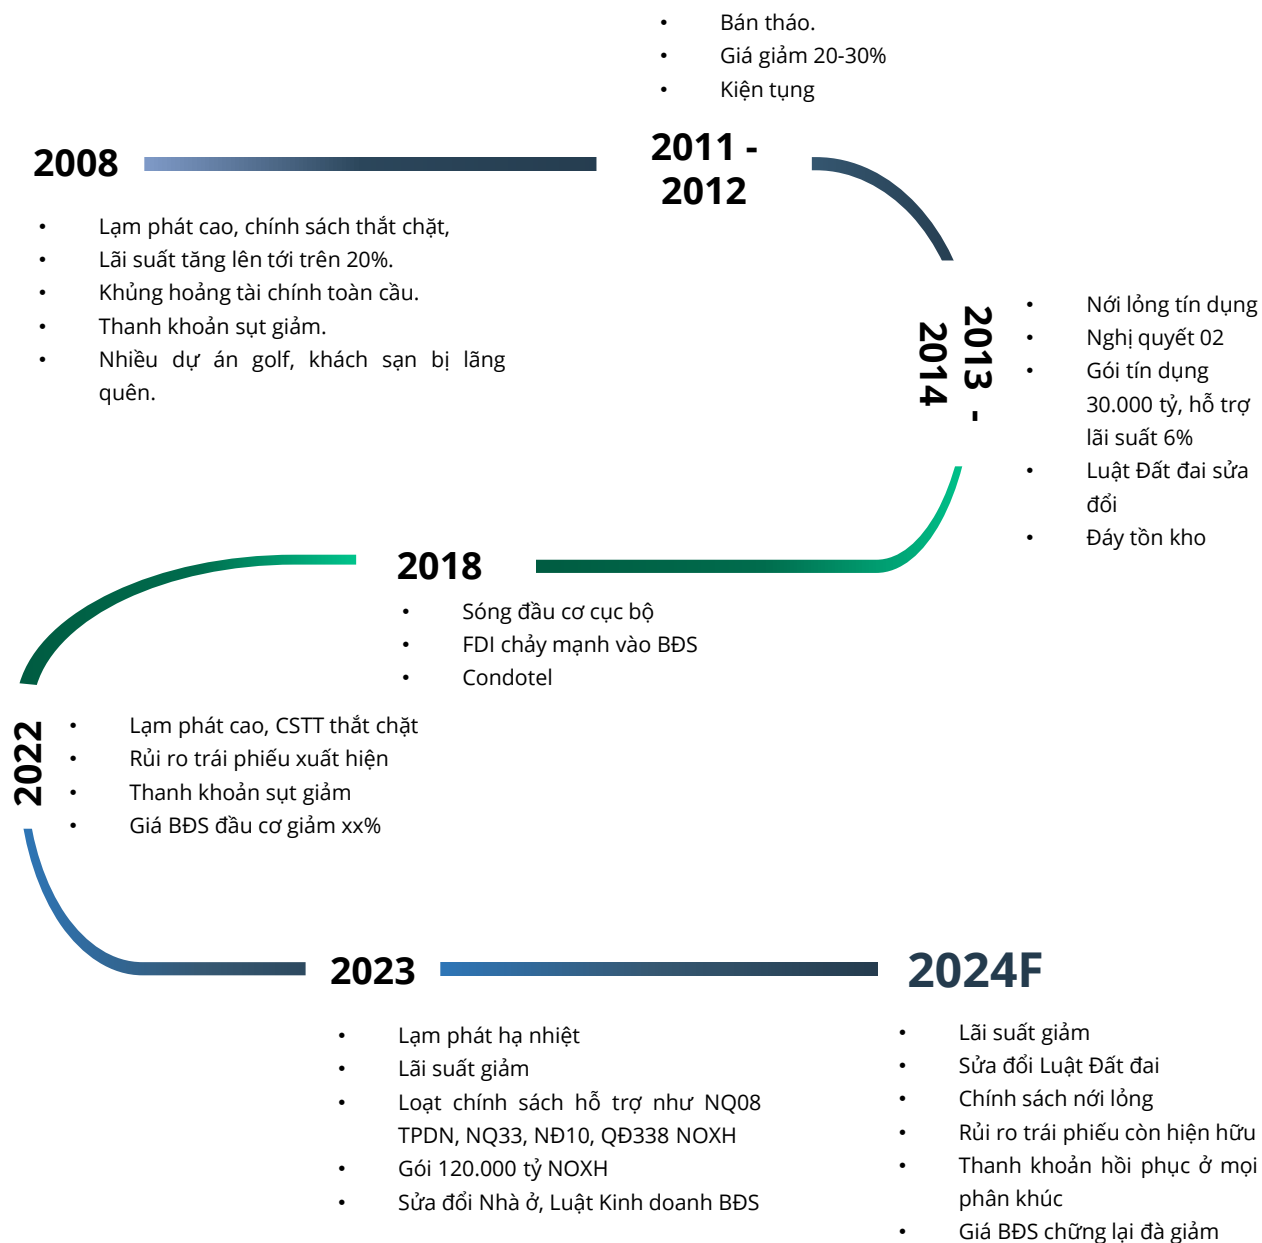 2008
• Lạm phát cao, chính sách thắt chặt,
• Lãi suất tăng lên tới trên 20%.
• Khủng hoảng tài chính toàn cầu.
• Thanh khoản sụt giảm.
• Nhiều dự án golf, khách sạn bị lãng
quên.
• Bán tháo.
• Giá giảm 20-30%
• Kiện tụng
2011 -
2012
2013 -
2014
• Nới lỏng tín dụng
• Nghị quyết 02
• Gói tín dụng
30.000 tỷ, hỗ trợ
lãi suất 6%
• Luật Đất đai sửa
đổi
• Đáy tồn kho
2018
• Sóng đầu cơ cục bộ
• FDI chảy mạnh vào BĐS
• Condotel
2022
• Lạm phát cao, CSTT thắt chặt
• Rủi ro trái phiếu xuất hiện
• Thanh khoản sụt giảm
• Giá BĐS đầu cơ giảm xx%
2023
• Lạm phát hạ nhiệt
• Lãi suất giảm
• Loạt chính sách hỗ trợ như NQ08
TPDN, NQ33, NĐ10, QĐ338 NOXH
• Gói 120.000 tỷ NOXH
• Sửa đổi Nhà ở, Luật Kinh doanh BĐS
2024F
• Lãi suất giảm
• Sửa đổi Luật Đất đai
• Chính sách nới lỏng
• Rủi ro trái phiếu còn hiện hữu
• Thanh khoản hồi phục ở mọi
phân khúc
• Giá BĐS chững lại đà giảm